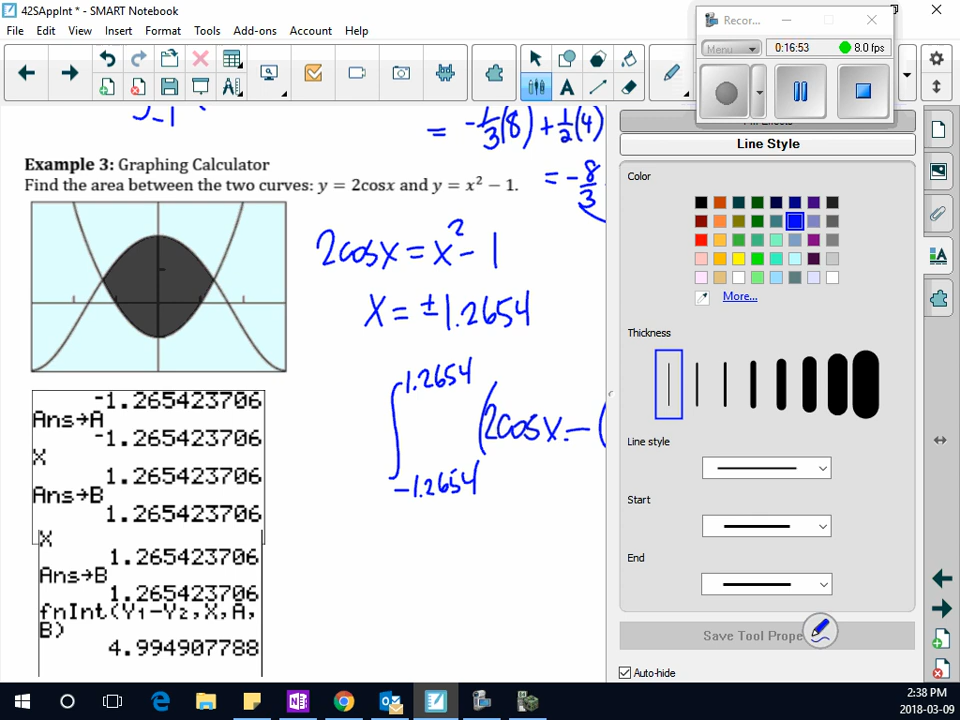 42SAppInt * - SMART Notebook
Recor...
File Edit View Insert Format Tools Add-ons Account Help
Menu
0:16:53
8.0 fps
= -1/3(8) + 1/2(4)
Example 3: Graphing Calculator
Find the area between the two curves: y = 2cosx and y = x² − 1.
= -8/3
2cosx = x² - 1
x = ±1.2654
∫
1.2654
(2cosx - (
-1.2654
-1.265423706
Ans→A
-1.265423706
X
1.265423706
Ans→B
1.265423706
X
1.265423706
Ans→B
1.265423706
fnInt(Y₁-Y₂,X,A,
B)
4.994907788
Line Style
Color
More...
Thickness
Line style
Start
End
Save Tool Prope
Auto-hide
2:38 PM
2018-03-09